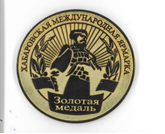 ХАБАРОВСКАЯ МЕЖДУНАРОДНАЯ ЯРМАРКА
Золотая
медаль